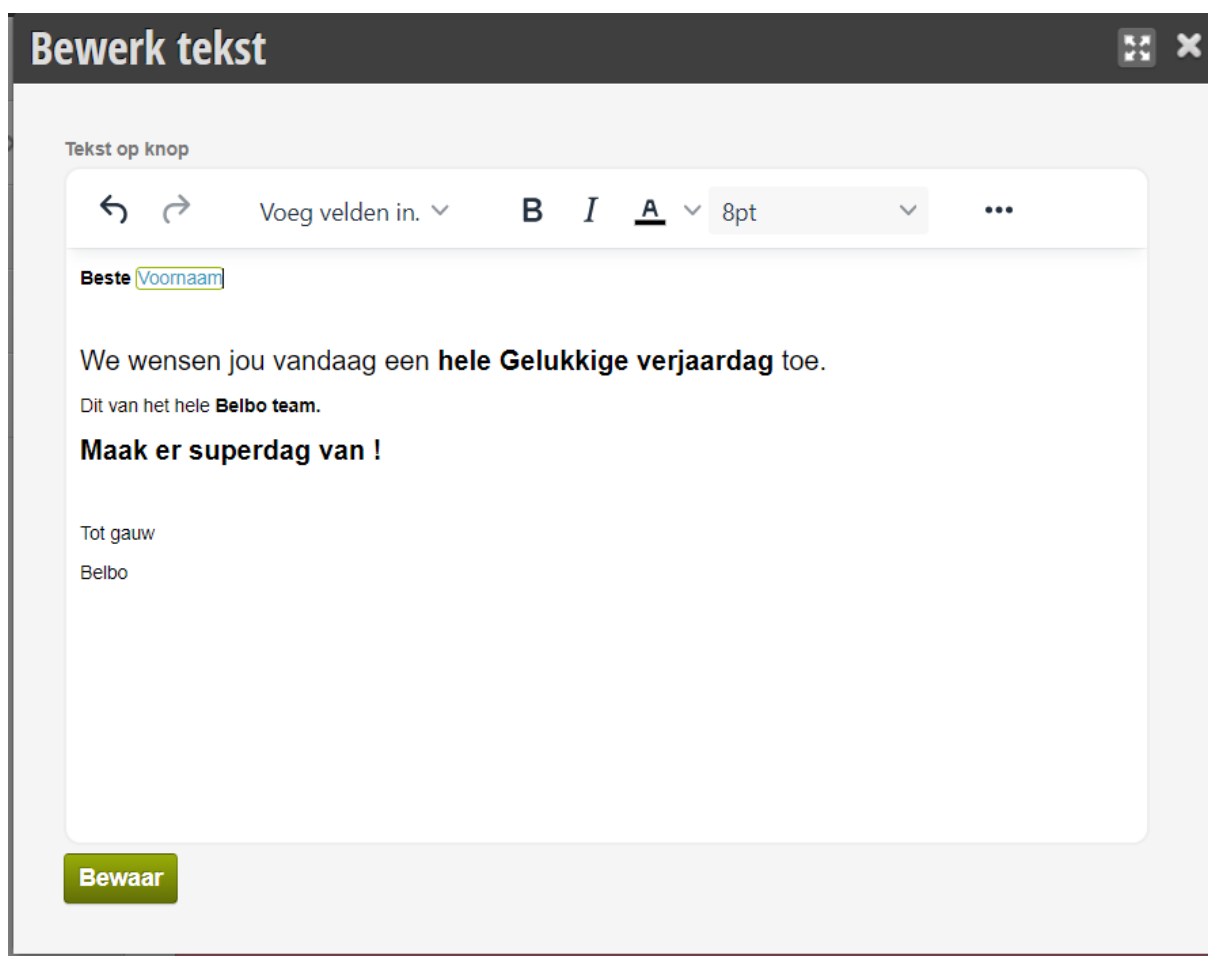 Bewerk tekst
Tekst op knop
Voeg velden in. B I A 8pt
Beste Voornaam
We wensen jou vandaag een hele Gelukkige verjaardag toe.
Dit van het hele Belbo team.
Maak er superdag van !
Tot gauw
Belbo
Bewaar